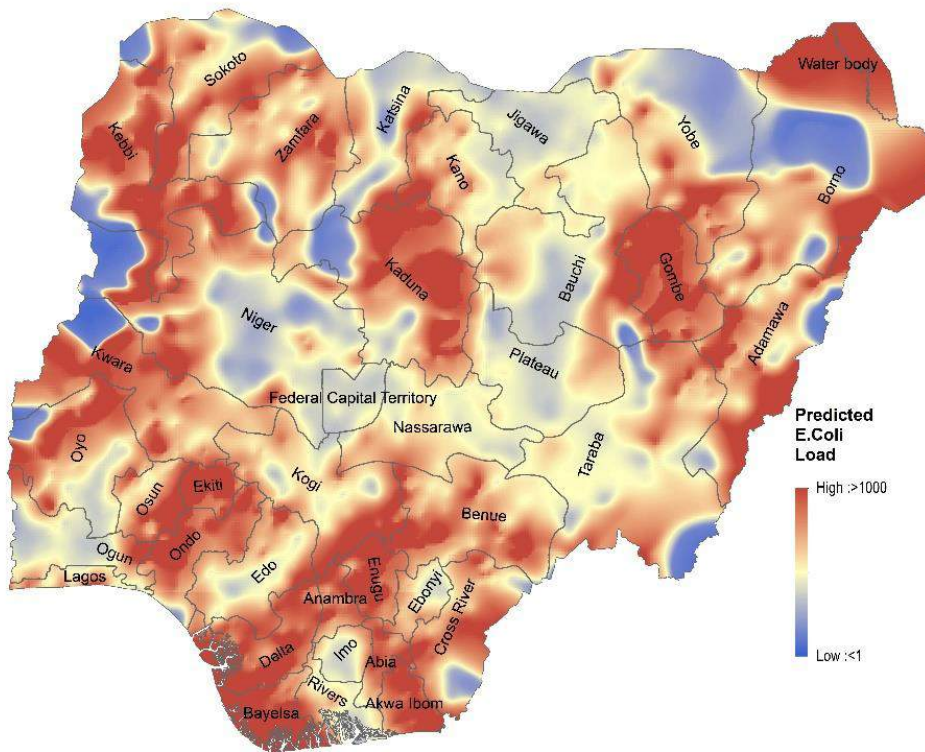 Water body
Sokoto
Katsina
Jigawa
Yobe
Kebbi
Zamfara
Kano
Borno
Kaduna
Bauchi
Gombe
Niger
Adamawa
Kwara
Plateau
Federal Capital Territory
Nassarawa
Taraba
Oyo
Kogi
Osun
Ekiti
Benue
Ondo
Ogun
Edo
Enugu
Lagos
Anambra
Ebonyi
Cross River
Delta
Imo
Abia
Rivers
Akwa Ibom
Bayelsa
Predicted
E.Coli
Load
High :>1000
Low :<1